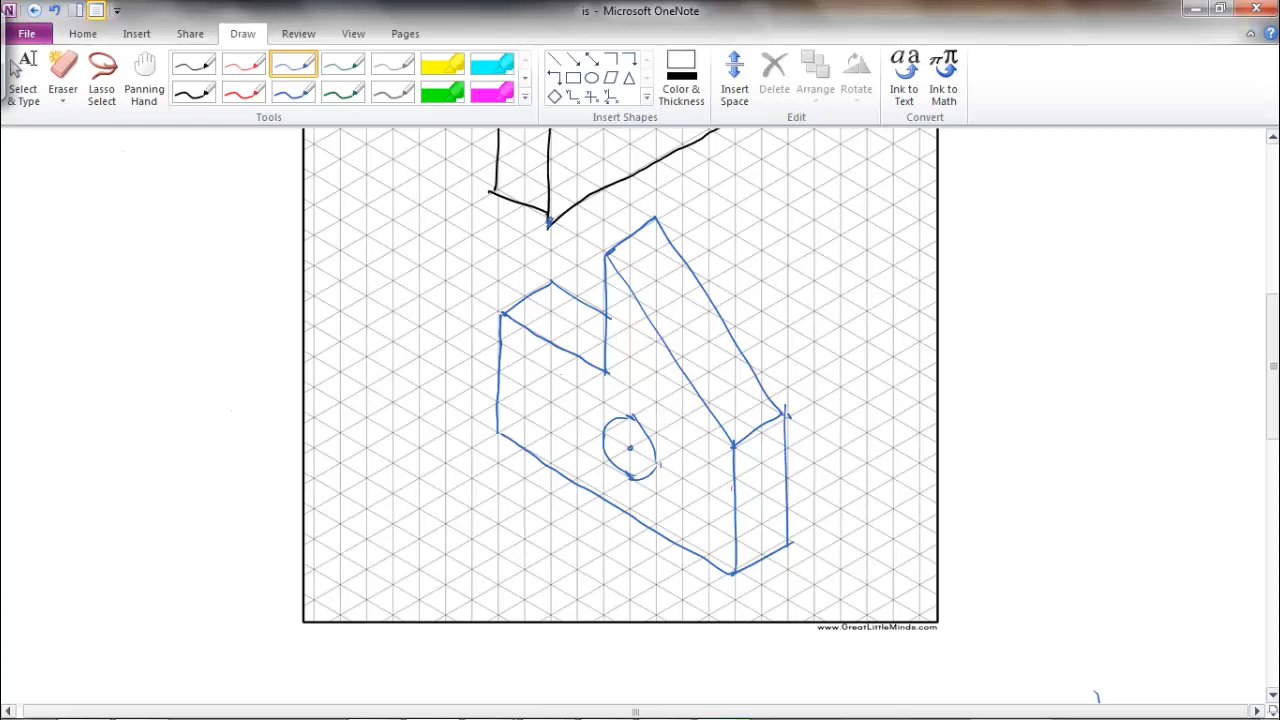 is - Microsoft OneNote
File Home Insert Share Draw Review View Pages
Select & Type
Eraser
Lasso Select
Panning Hand
Color & Thickness
Insert Space
Delete
Arrange
Rotate
Ink to Text
Ink to Math
Tools
Insert Shapes
Edit
Convert
www.GreatLittleMinds.com